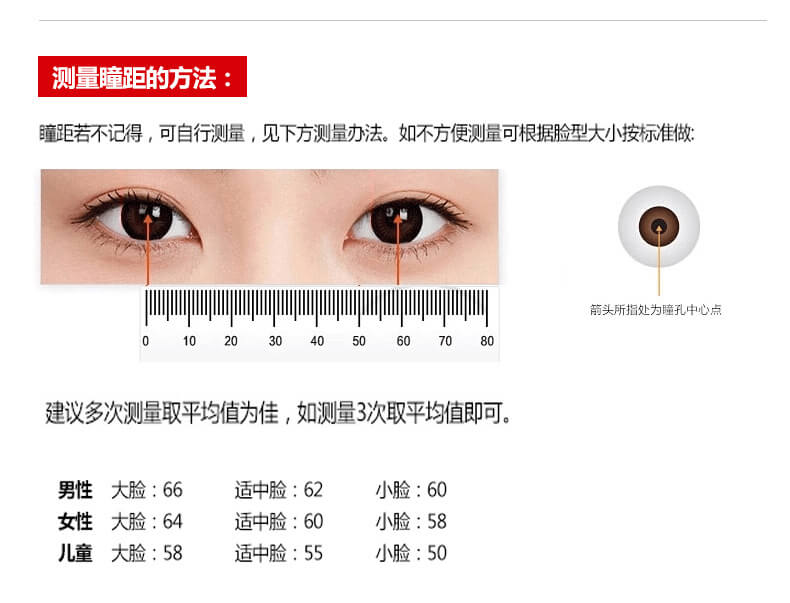 测量瞳距的方法：
瞳距若不记得，可自行测量，见下方测量办法。如不方便测量可根据脸型大小按标准做:
箭头所指处为瞳孔中心点
0 10 20 30 40 50 60 70 80
建议多次测量取平均值为佳，如测量3次取平均值即可。
男性 大脸：66 适中脸：62 小脸：60
女性 大脸：64 适中脸：60 小脸：58
儿童 大脸：58 适中脸：55 小脸：50